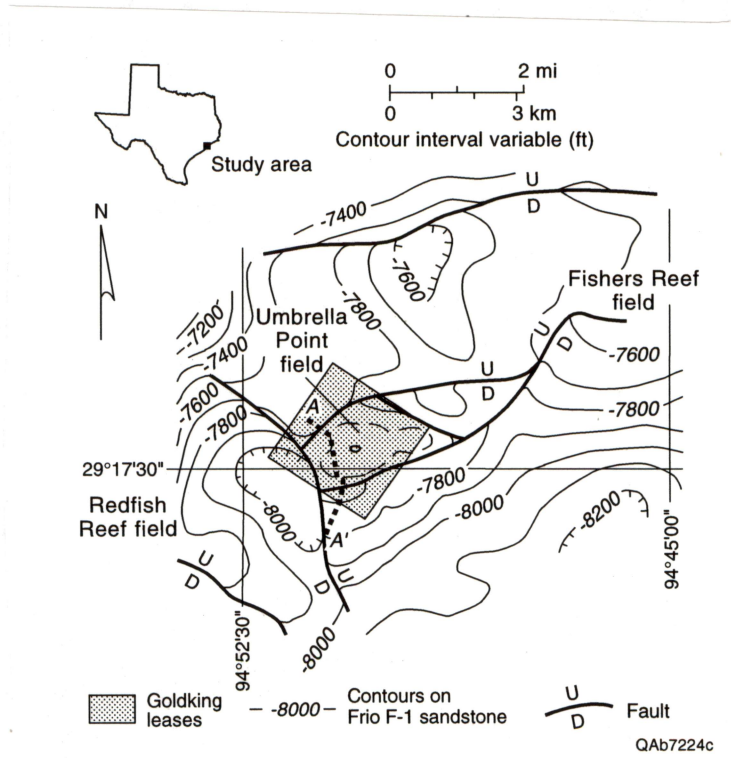 0 2 mi
0 3 km
Contour interval variable (ft)
Study area
N
U
D
-7400
-7600
Fishers Reef
field
-7200
Umbrella
Point
field
-7800
U
D
-7400
-7600
U
D
-7600
A
-7800
-7800
29°17'30"
-7800
Redfish
Reef field
-8000
-8000
-8200
A'
U
D
D
U
94°45'00"
94°52'30"
-8000
Goldking
leases
-8000
Contours on
Frio F-1 sandstone
U
D
Fault
QAb7224c